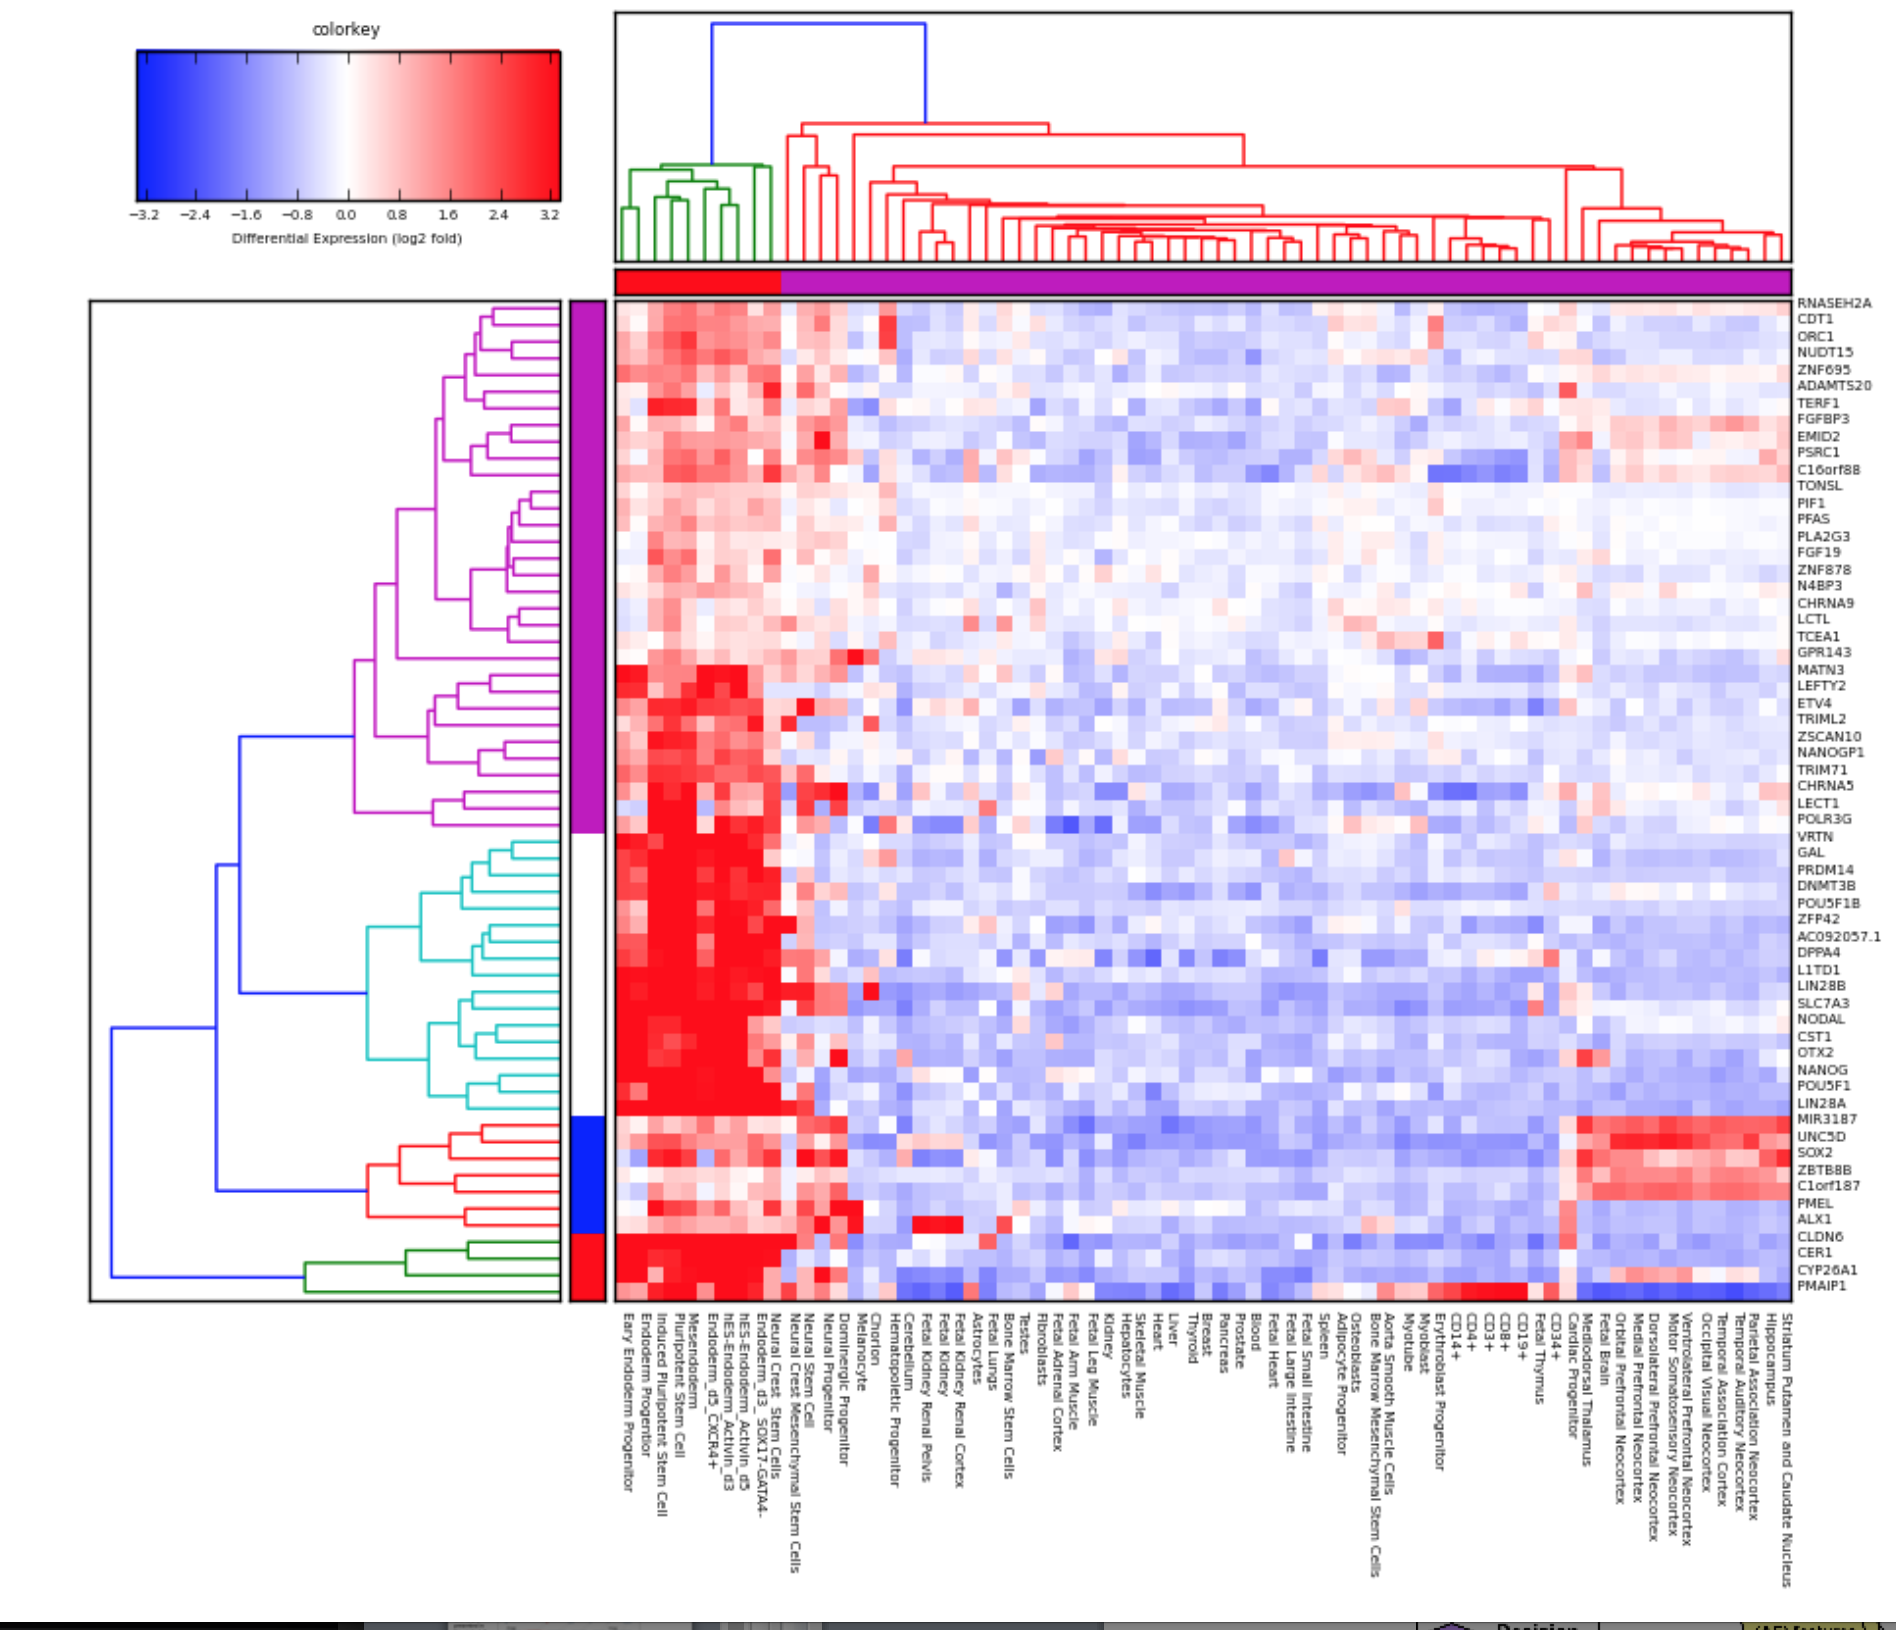 colorkey
−3.2 −2.4 −1.6 −0.8 0.0 0.8 1.6 2.4 3.2
Differential Expression (log2 fold)
RNASEH2A
CDT1
ORC1
NUDT15
ZNF695
ADAMTS20
TERF1
FGFBP3
EMID2
PSRC1
C16orf88
TONSL
PIF1
PFAS
PLA2G3
FGF19
ZNF878
N4BP3
CHRNA9
LCTL
TCEA1
GPR143
MATN3
LEFTY2
ETV4
TRIML2
ZSCAN10
NANOGP1
TRIM71
CHRNA5
LECT1
POLR3G
VRTN
GAL
PRDM14
DNMT3B
POU5F1B
ZFP42
AC092057.1
DPPA4
L1TD1
LIN28B
SLC7A3
NODAL
CST1
OTX2
NANOG
POU5F1
LIN28A
MIR3187
UNC5D
SOX2
ZBTB8B
C1orf187
PMEL
ALX1
CLDN6
CER1
CYP26A1
PMAIP1
Eary Endoderm Progenitor
Endoderm Progentior
Induced Pluripotent Stem Cell
Pluripotent Stem Cell
Mesendoderm
Endoderm_d5_CXCR4+
hES-Endoderm_Activin_d3
hES-Endoderm_Activin_d5
Endoderm_d3_SOX17-GATA4-
Neural Crest Stem Cells
Neural Crest Mesenchymal Stem Cells
Neural Stem Cell
Neural Progenitor
Dominergic Progenitor
Melanocyte
Chorion
Hematopoietic Progenitor
Cerebellum
Fetal Kidney Renal Pelvis
Fetal Kidney
Fetal Kidney Renal Cortex
Astrocytes
Fetal Lungs
Bone Marrow Stem Cells
Testes
Fibroblasts
Fetal Adrenal Cortex
Fetal Arm Muscle
Fetal Leg Muscle
Kidney
Hepatocytes
Skeletal Muscle
Heart
Liver
Thyroid
Breast
Pancreas
Prostate
Blood
Fetal Heart
Fetal Large Intestine
Fetal Small Intestine
Spleen
Adipocyte Progenitor
Osteoblasts
Bone Marrow Mesenchymal Stem Cells
Aorta Smooth Muscle Cells
Myotube
Myoblast
Erythroblast Progenitor
CD14+
CD4+
CD3+
CD8+
CD19+
Fetal Thymus
CD34+
Cardiac Progenitor
Mediodorsal Thalamus
Fetal Brain
Orbital Prefrontal Neocortex
Medial Prefrontal Neocortex
Dorsolateral Prefrontal Neocortex
Motor Somatosensory Neocortex
Ventrolateral Prefrontal Neocortex
Occipital Visual Neocortex
Temporal Association Cortex
Temporal Auditory Neocortex
Parietal Association Neocortex
Hippocampus
Striatum Putamen and Caudate Nucleus